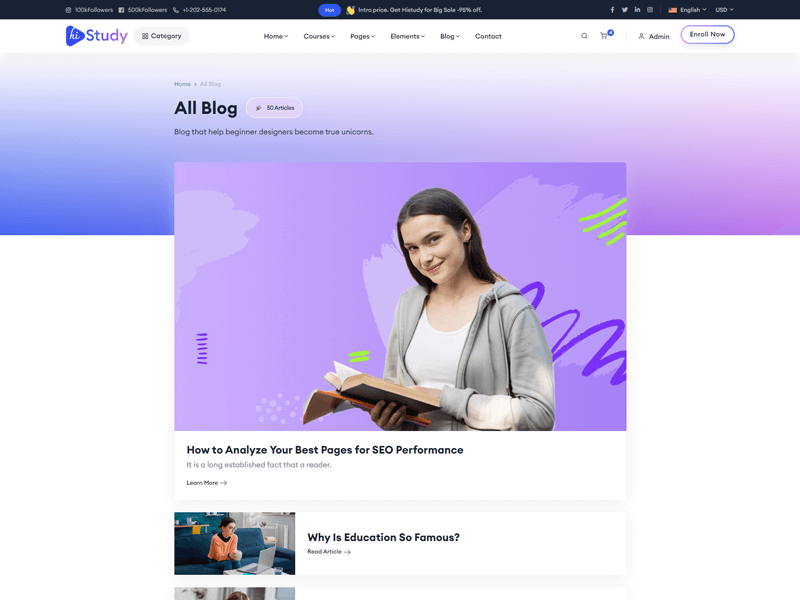 100kFollowers 500kFollowers +1-202-555-0174 Hot Intro price. Get Histudy for Big Sale -95% off. English USD
hiStudy Category Home Courses Pages Elements Blog Contact 4 Admin Enroll Now
Home All Blog
All Blog 50 Articles
Blog that help beginner designers become true unicorns.
How to Analyze Your Best Pages for SEO Performance
It is a long established fact that a reader.
Learn More
Why Is Education So Famous?
Read Article